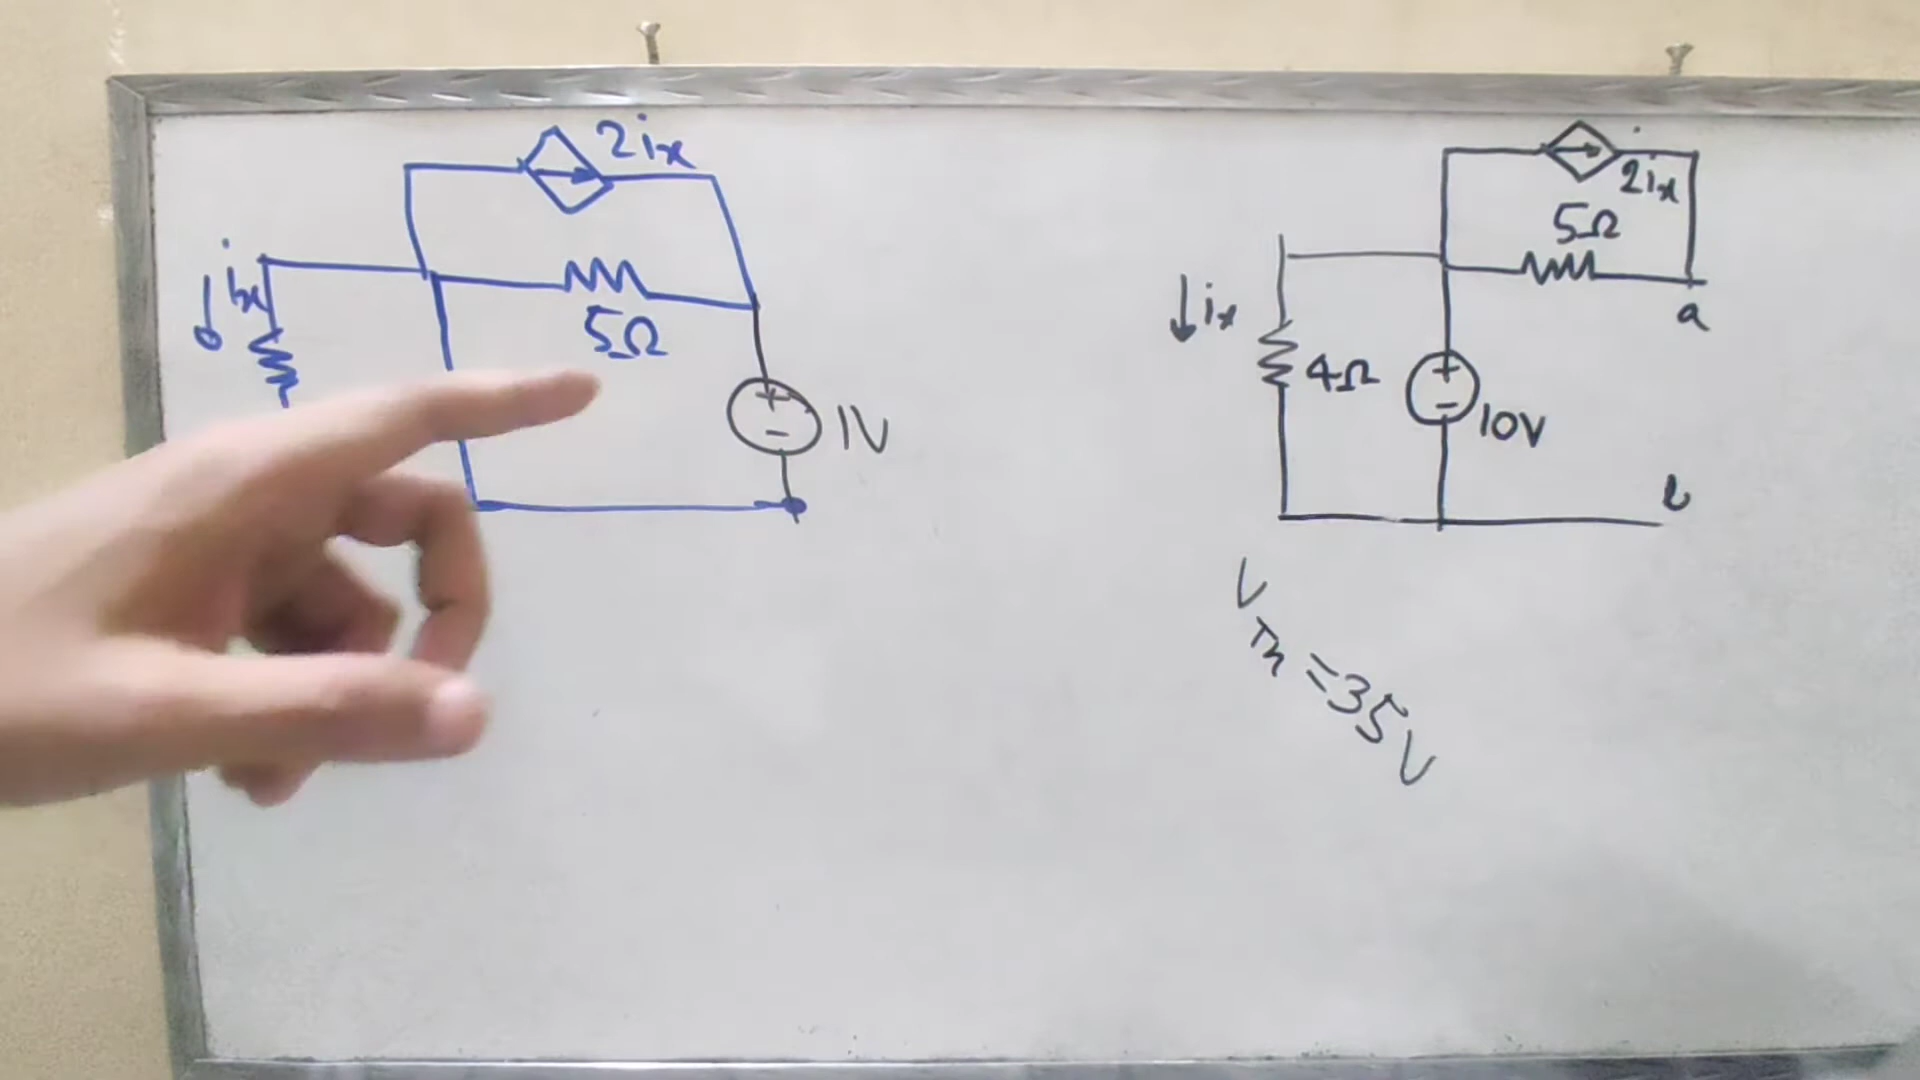 2ix
ix
5Ω
+
-
1V
2ix
5Ω
a
ix
4Ω
+
-
10V
b
VTh = 35V